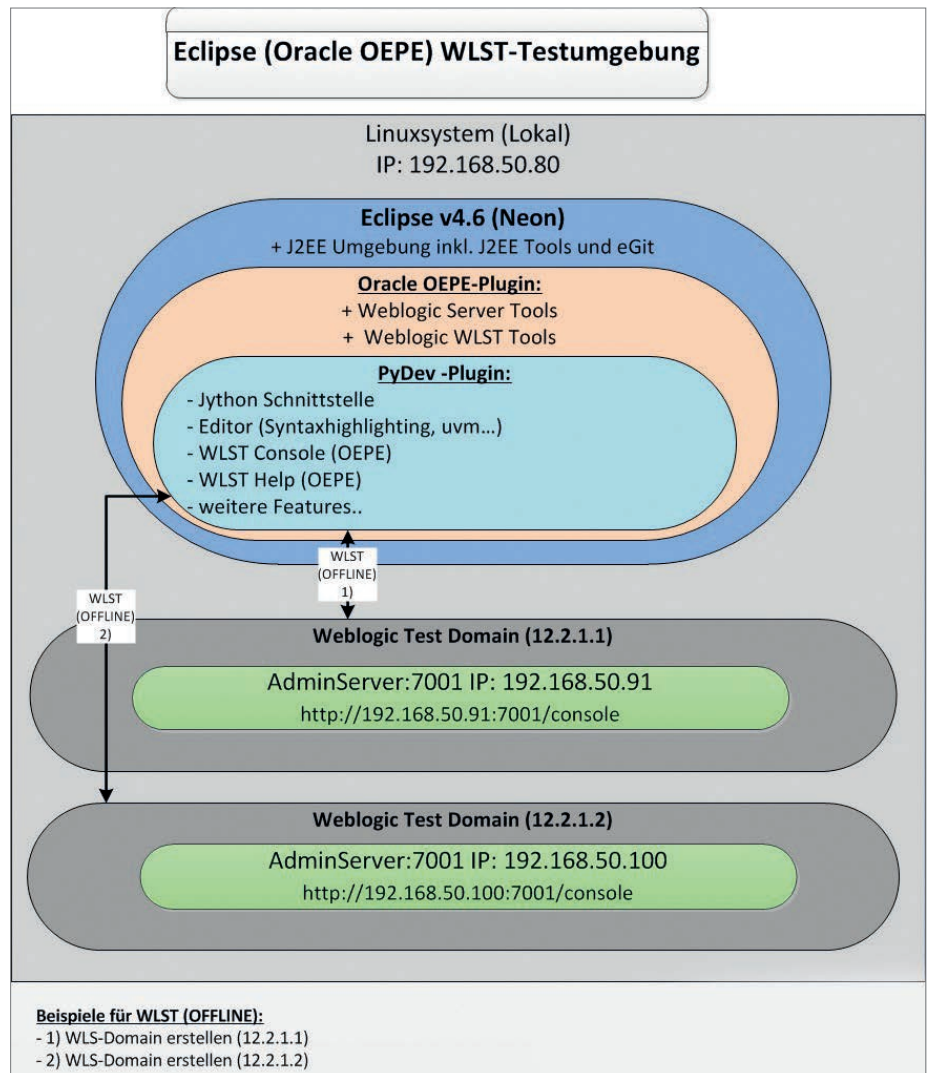 Eclipse (Oracle OEPE) WLST-Testumgebung
Linuxsystem (Lokal)
IP: 192.168.50.80
Eclipse v4.6 (Neon)
+ J2EE Umgebung inkl. J2EE Tools und eGit
Oracle OEPE-Plugin:
+ Weblogic Server Tools
+ Weblogic WLST Tools
PyDev -Plugin:
- Jython Schnittstelle
- Editor (Syntaxhighlighting, uvm...)
- WLST Console (OEPE)
- WLST Help (OEPE)
- weitere Features..
WLST
(OFFLINE)
1)
WLST
(OFFLINE)
2)
Weblogic Test Domain (12.2.1.1)
AdminServer:7001 IP: 192.168.50.91
http://192.168.50.91:7001/console
Weblogic Test Domain (12.2.1.2)
AdminServer:7001 IP: 192.168.50.100
http://192.168.50.100:7001/console
Beispiele für WLST (OFFLINE):
- 1) WLS-Domain erstellen (12.2.1.1)
- 2) WLS-Domain erstellen (12.2.1.2)